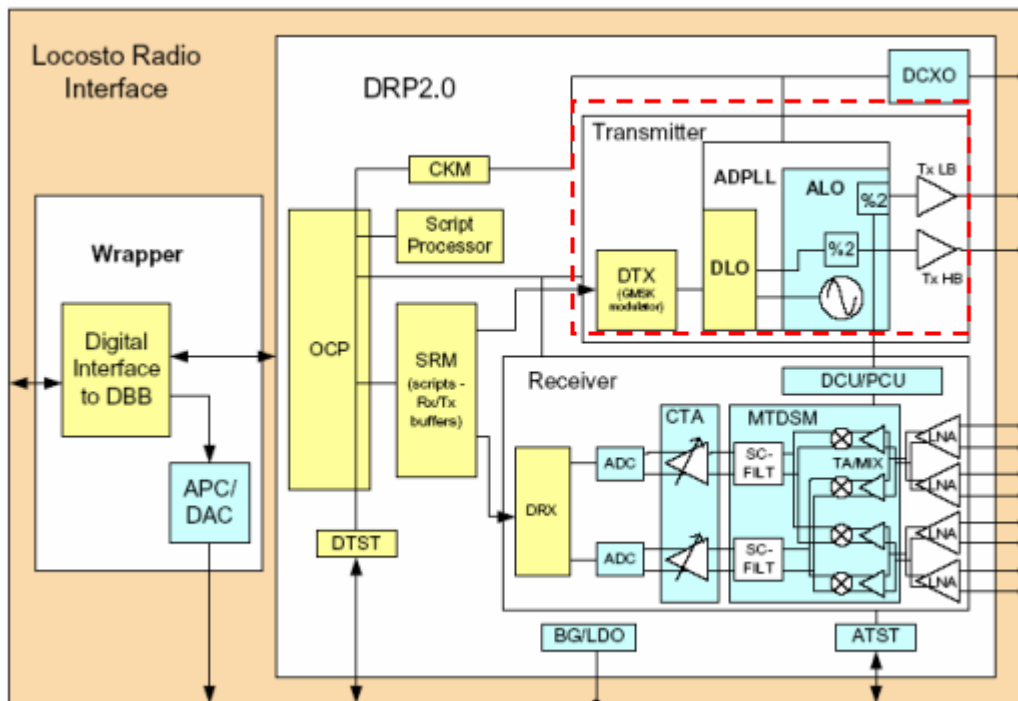 Locosto Radio
Interface
DRP2.0
DCXO
Transmitter
CKM
ADPLL
ALO
%2
Tx LB
Script
Processor
Wrapper
%2
DLO
DTX
(GMSK
modulator)
Tx HB
Digital
Interface
to DBB
OCP
SRM
(scripts -
Rx/Tx
buffers)
Receiver
DCU/PCU
CTA
MTDSM
LNA
ADC
SC-
FILT
TA/MIX
APC/
DAC
DRX
DTST
ADC
SC-
FILT
LNA
BG/LDO
ATST